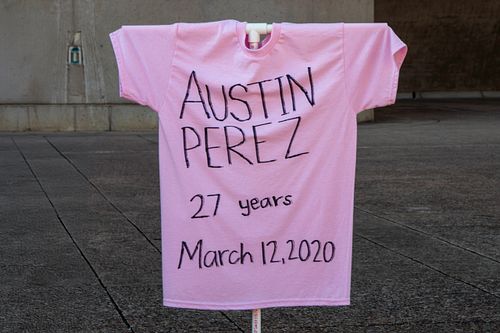 AUSTIN
PEREZ
27 years
March 12, 2020